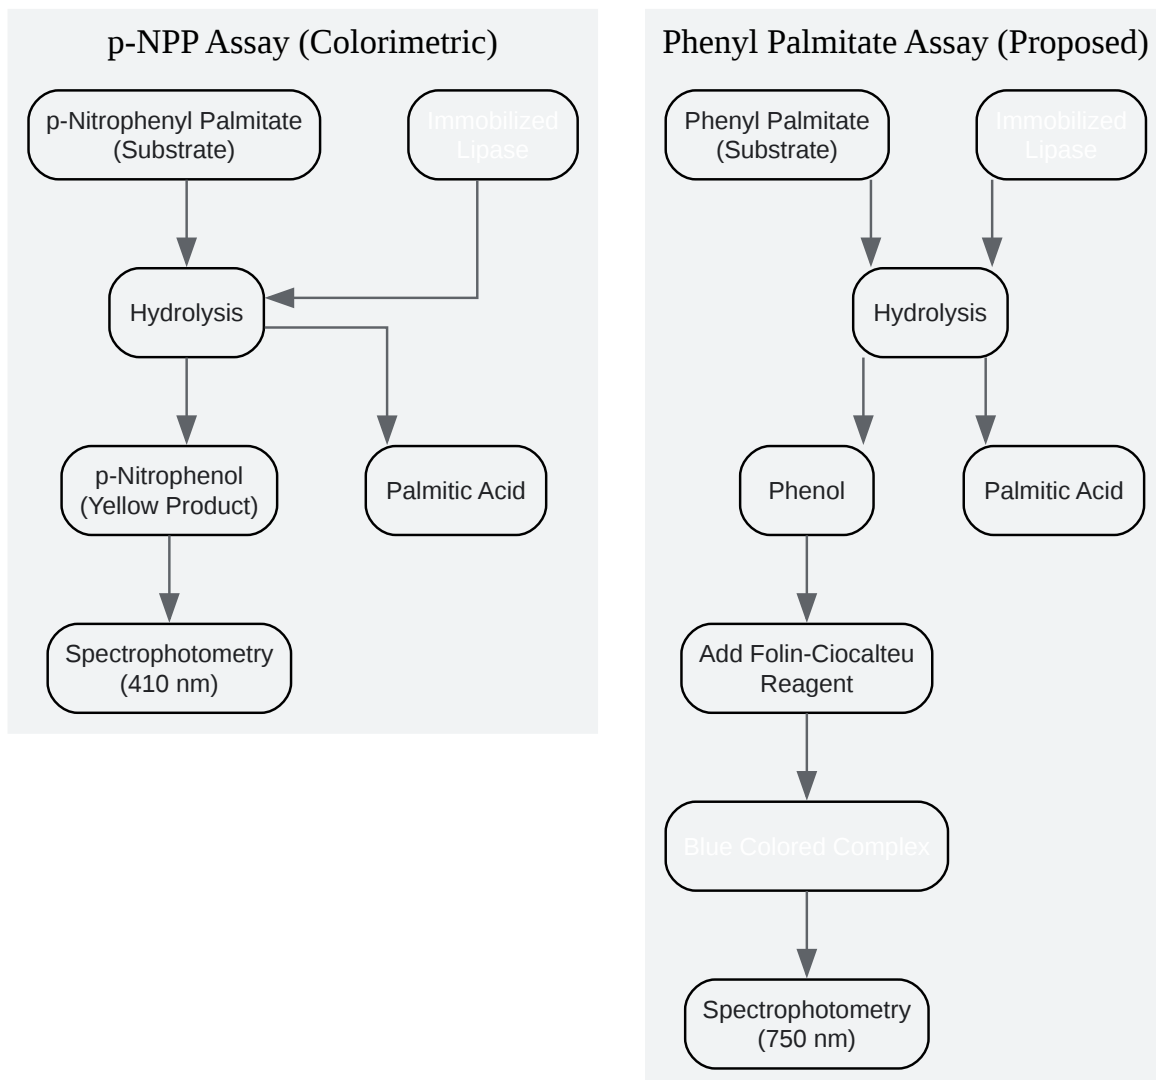 p-NPP Assay (Colorimetric)
p-Nitrophenyl Palmitate
(Substrate)
Immobilized
Lipase
Hydrolysis
p-Nitrophenol
(Yellow Product)
Palmitic Acid
Spectrophotometry
(410 nm)
Phenyl Palmitate Assay (Proposed)
Phenyl Palmitate
(Substrate)
Immobilized
Lipase
Hydrolysis
Phenol
Palmitic Acid
Add Folin-Ciocalteu
Reagent
Blue Colored Complex
Spectrophotometry
(750 nm)